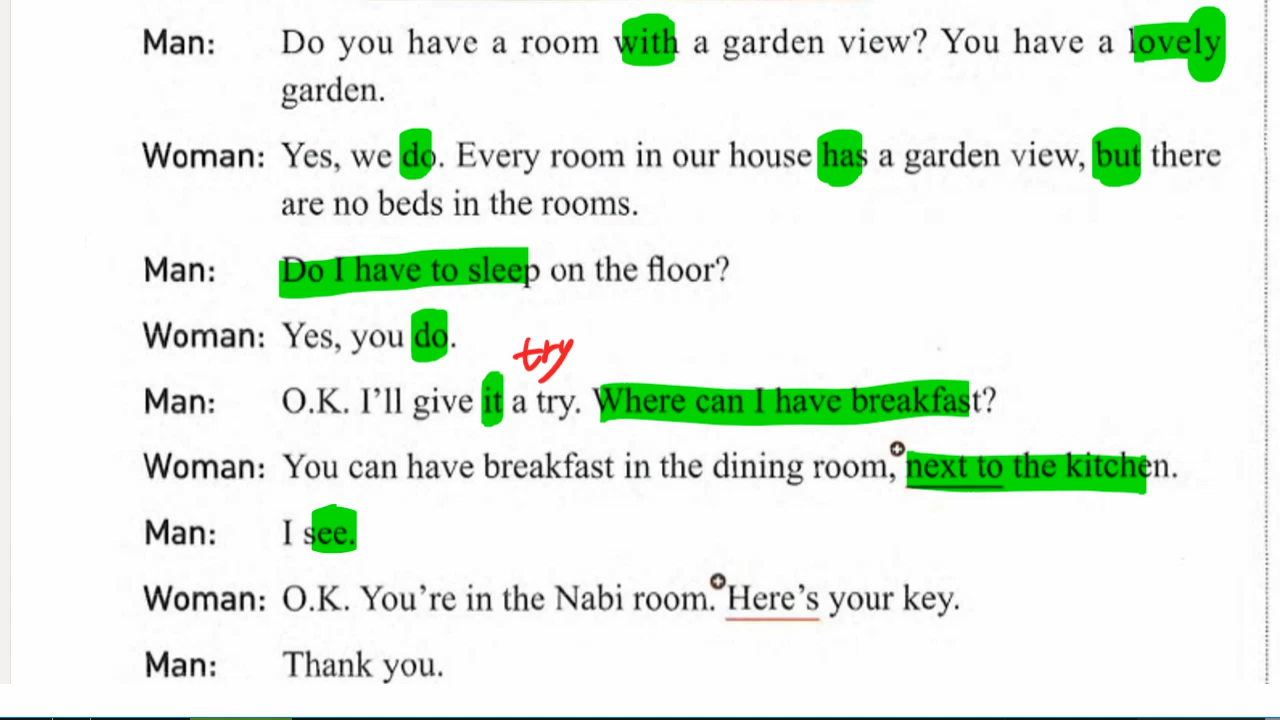 Man: Do you have a room with a garden view? You have a lovely
garden.
Woman: Yes, we do. Every room in our house has a garden view, but there
are no beds in the rooms.
Man: Do I have to sleep on the floor?
Woman: Yes, you do.
try
Man: O.K. I'll give it a try. Where can I have breakfast?
Woman: You can have breakfast in the dining room, next to the kitchen.
Man: I see.
Woman: O.K. You're in the Nabi room. Here's your key.
Man: Thank you.